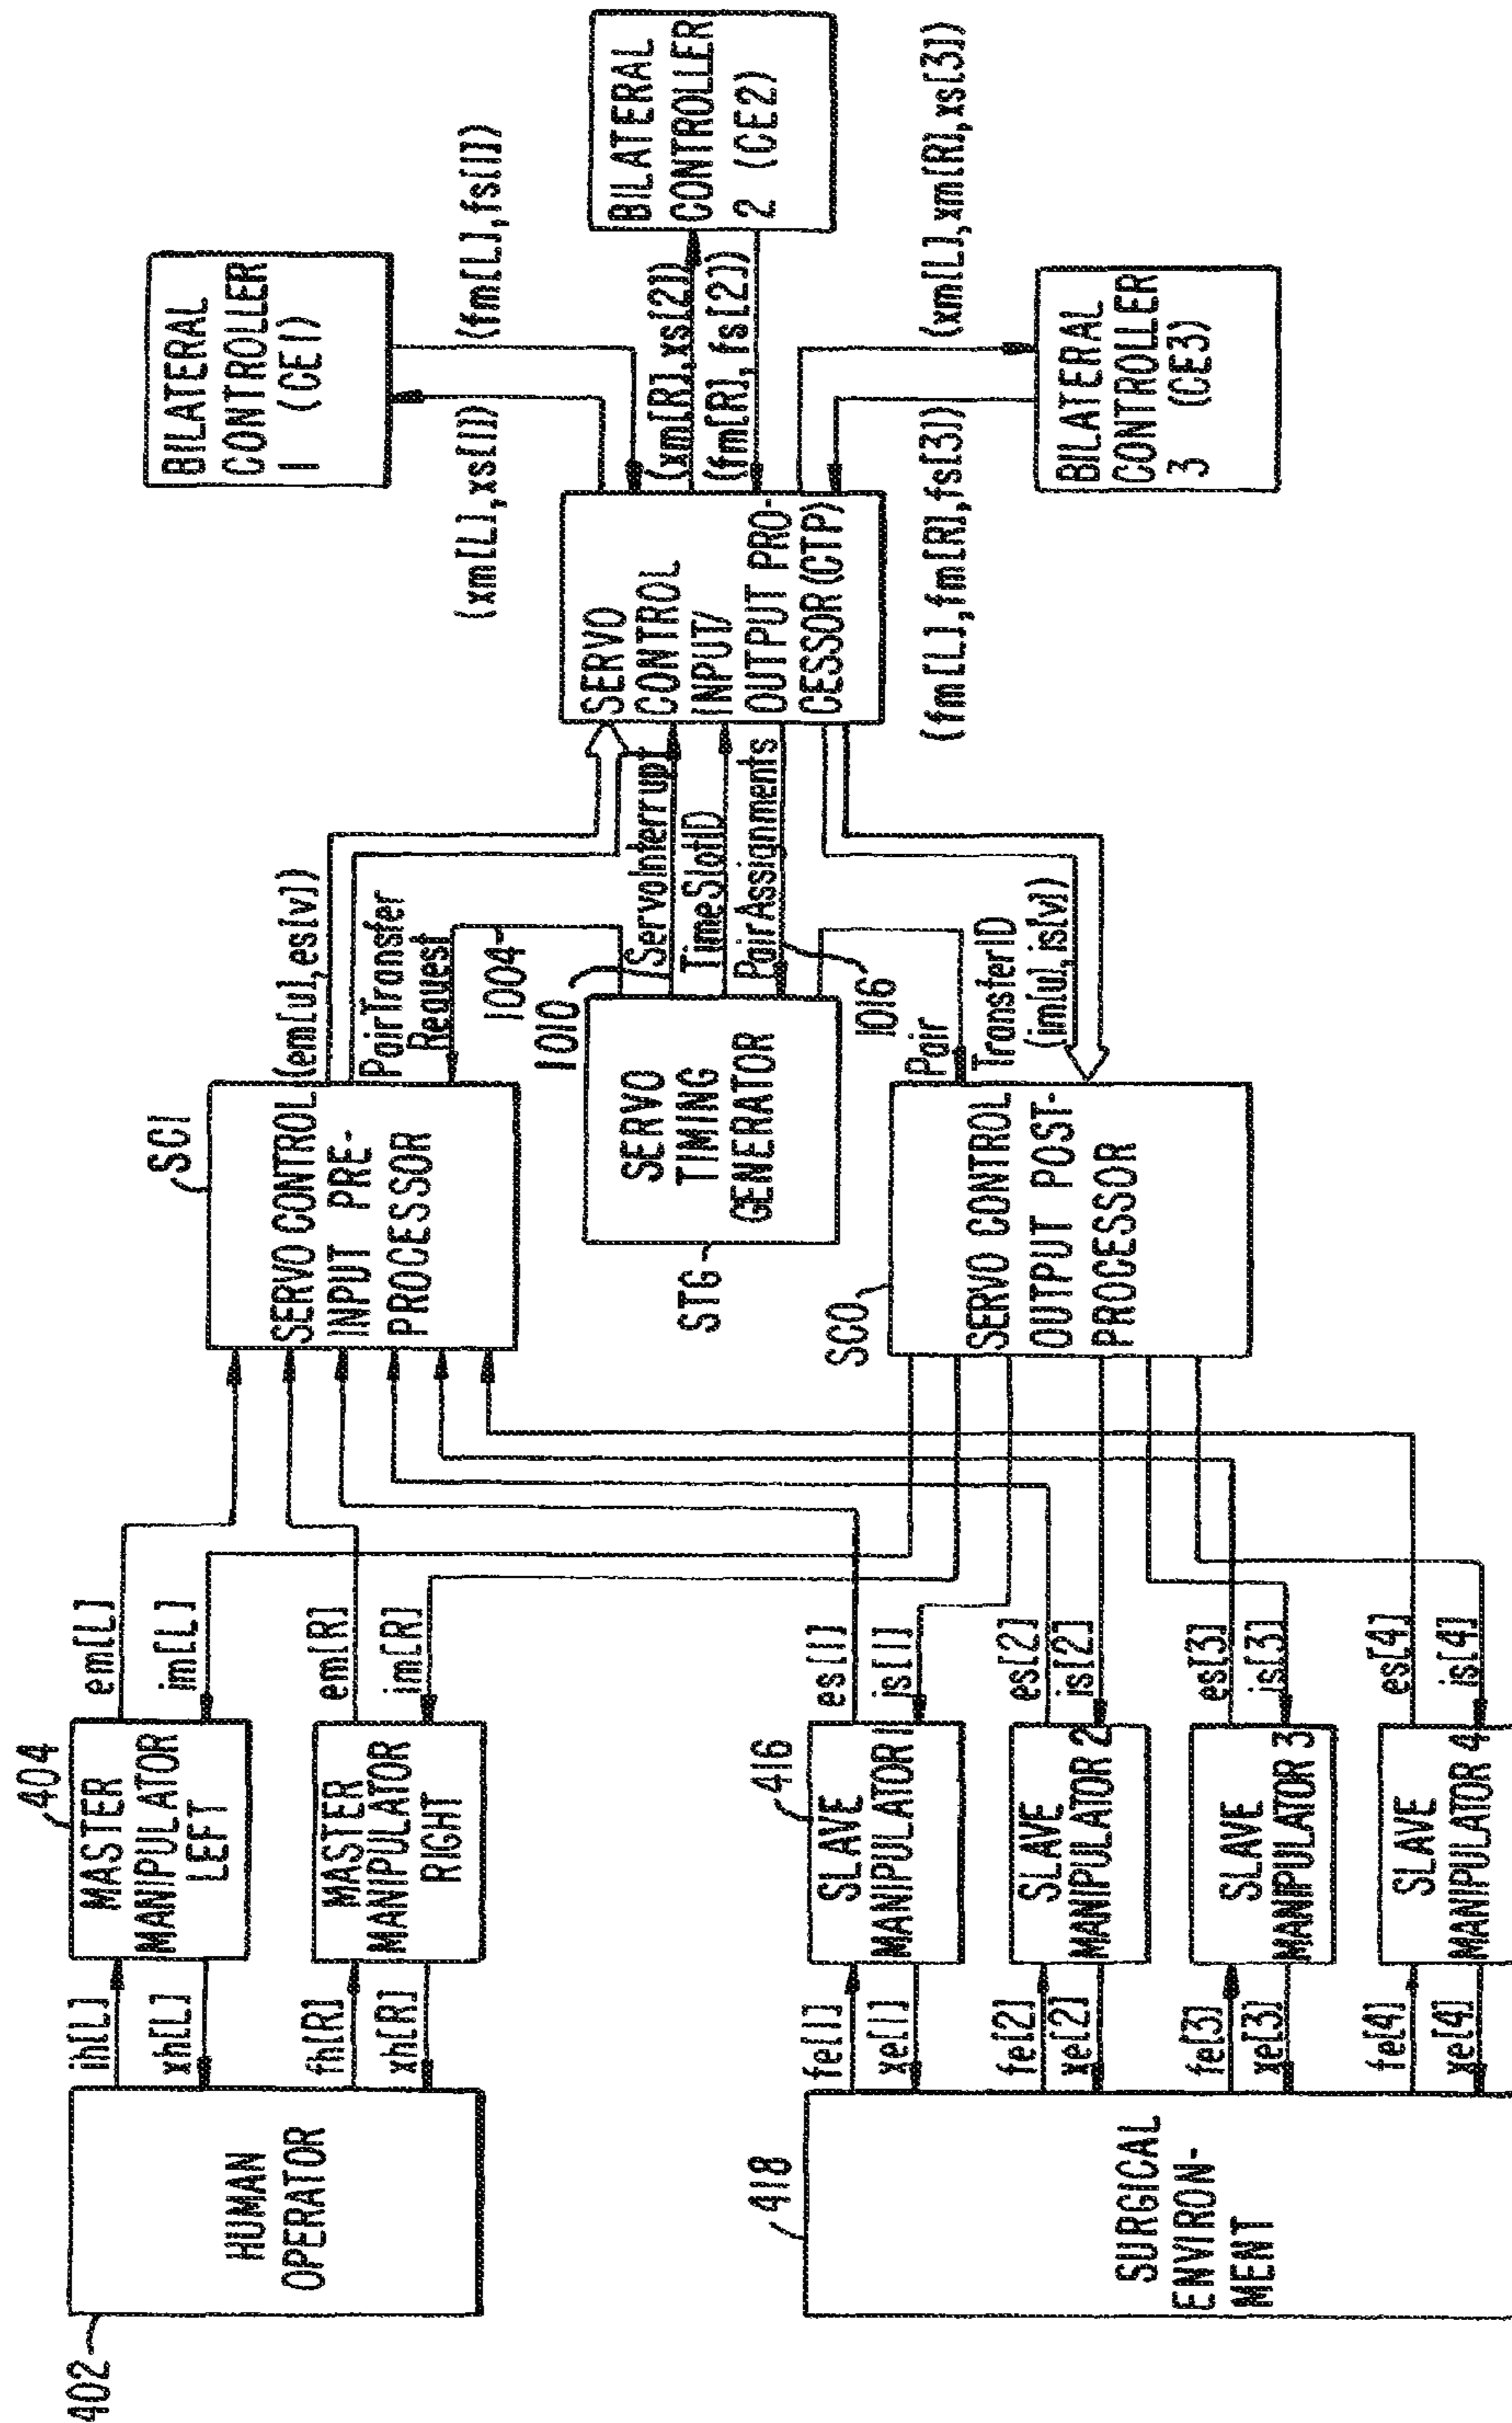 402
HUMAN
OPERATOR
ih[L]
xh[L]
fh[R]
xh[R]
404
MASTER
MANIPULATOR
LEFT
MASTER
MANIPULATOR
RIGHT
em[L]
im[L]
em[R]
im[R]
418
SURGICAL
ENVIRON-
MENT
fe[1]
xe[1]
fe[2]
xe[2]
fe[3]
xe[3]
fe[4]
xe[4]
416
SLAVE
MANIPULATOR 1
SLAVE
MANIPULATOR 2
SLAVE
MANIPULATOR 3
SLAVE
MANIPULATOR 4
es[1]
is[1]
es[2]
is[2]
es[3]
is[3]
es[4]
is[4]
SCI
SERVO CONTROL
INPUT PRE-
PROCESSOR
(em[u],es[v])
PairTransfer
Request
1004
1010
STG
SERVO
TIMING
GENERATOR
ServoInterrupt
TimeSlotID
PairAssignments
1016
SCO
SERVO CONTROL
OUTPUT POST-
PROCESSOR
Pair
TransferID
(im[u],is[v])
SERVO
CONTROL
INPUT/
OUTPUT PRO-
CESSOR(CTP)
(xm[L],xs[1])
(fm[L],fs[1])
(xm[R],xs[2])
(fm[R],fs[2])
(fm[L],fm[R],fs[3])
(xm[L],xm[R],xs[3])
BILATERAL
CONTROLLER
1 (CE1)
BILATERAL
CONTROLLER
2 (CE2)
BILATERAL
CONTROLLER
3 (CE3)